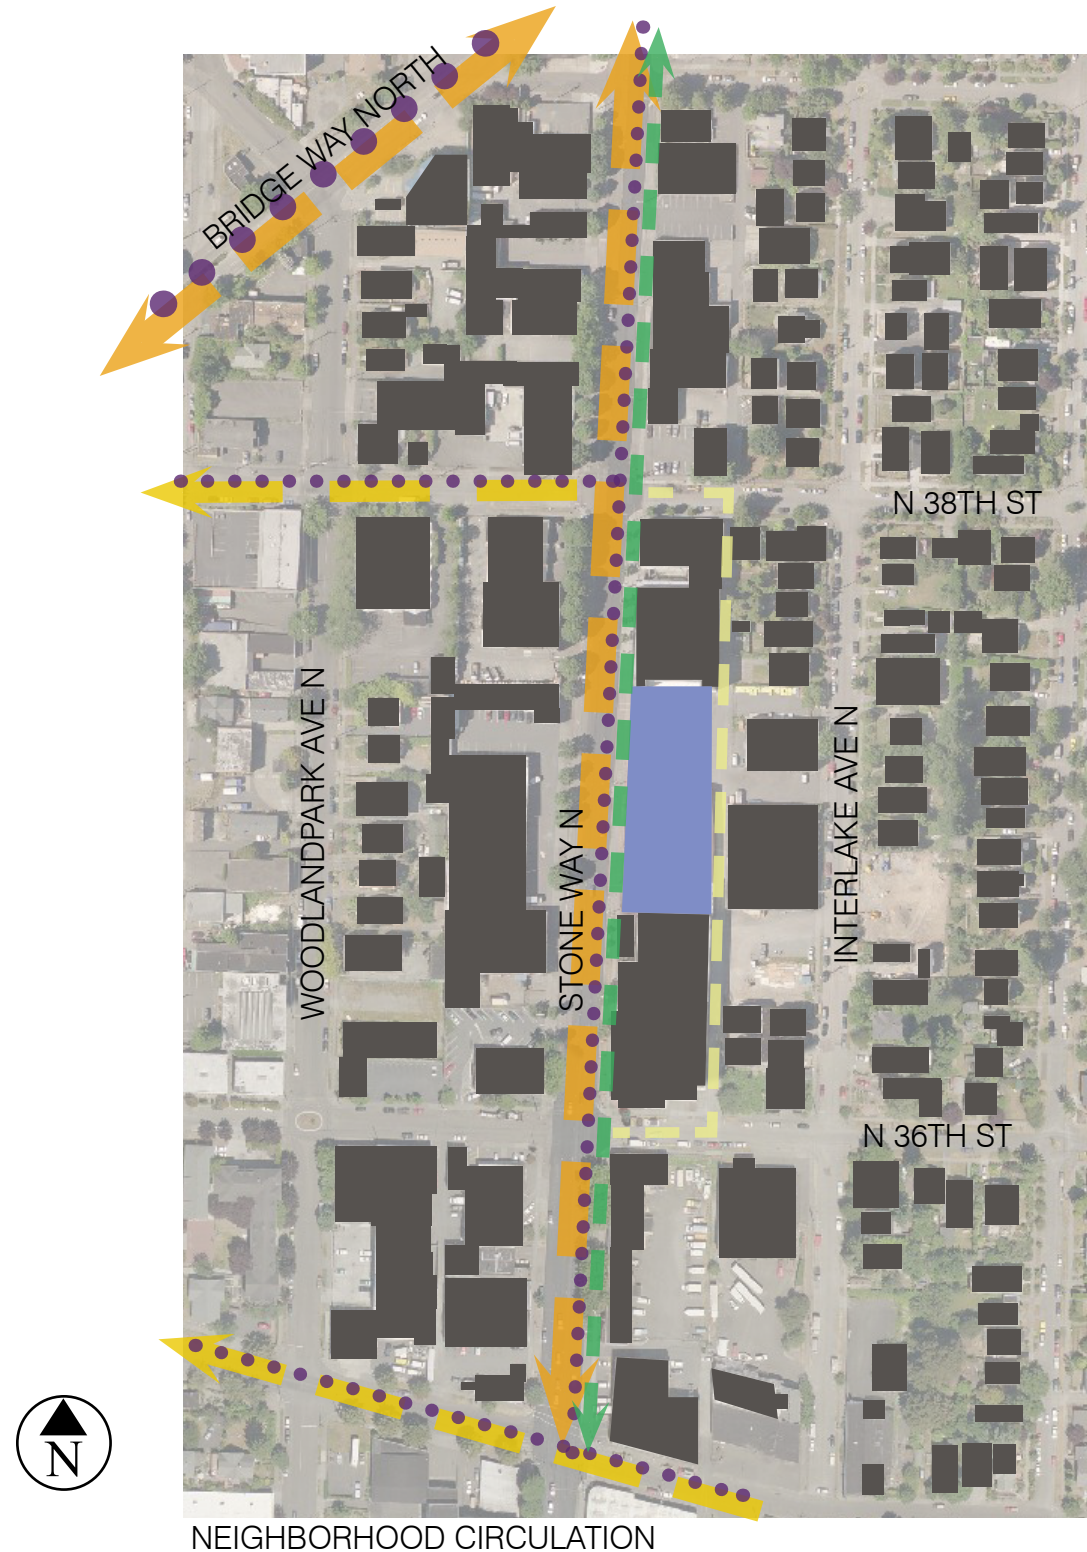 BRIDGE WAY NORTH
N 38TH ST
WOODLANDPARK AVE N
STONE WAY N
INTERLAKE AVE N
N 36TH ST
N
NEIGHBORHOOD CIRCULATION